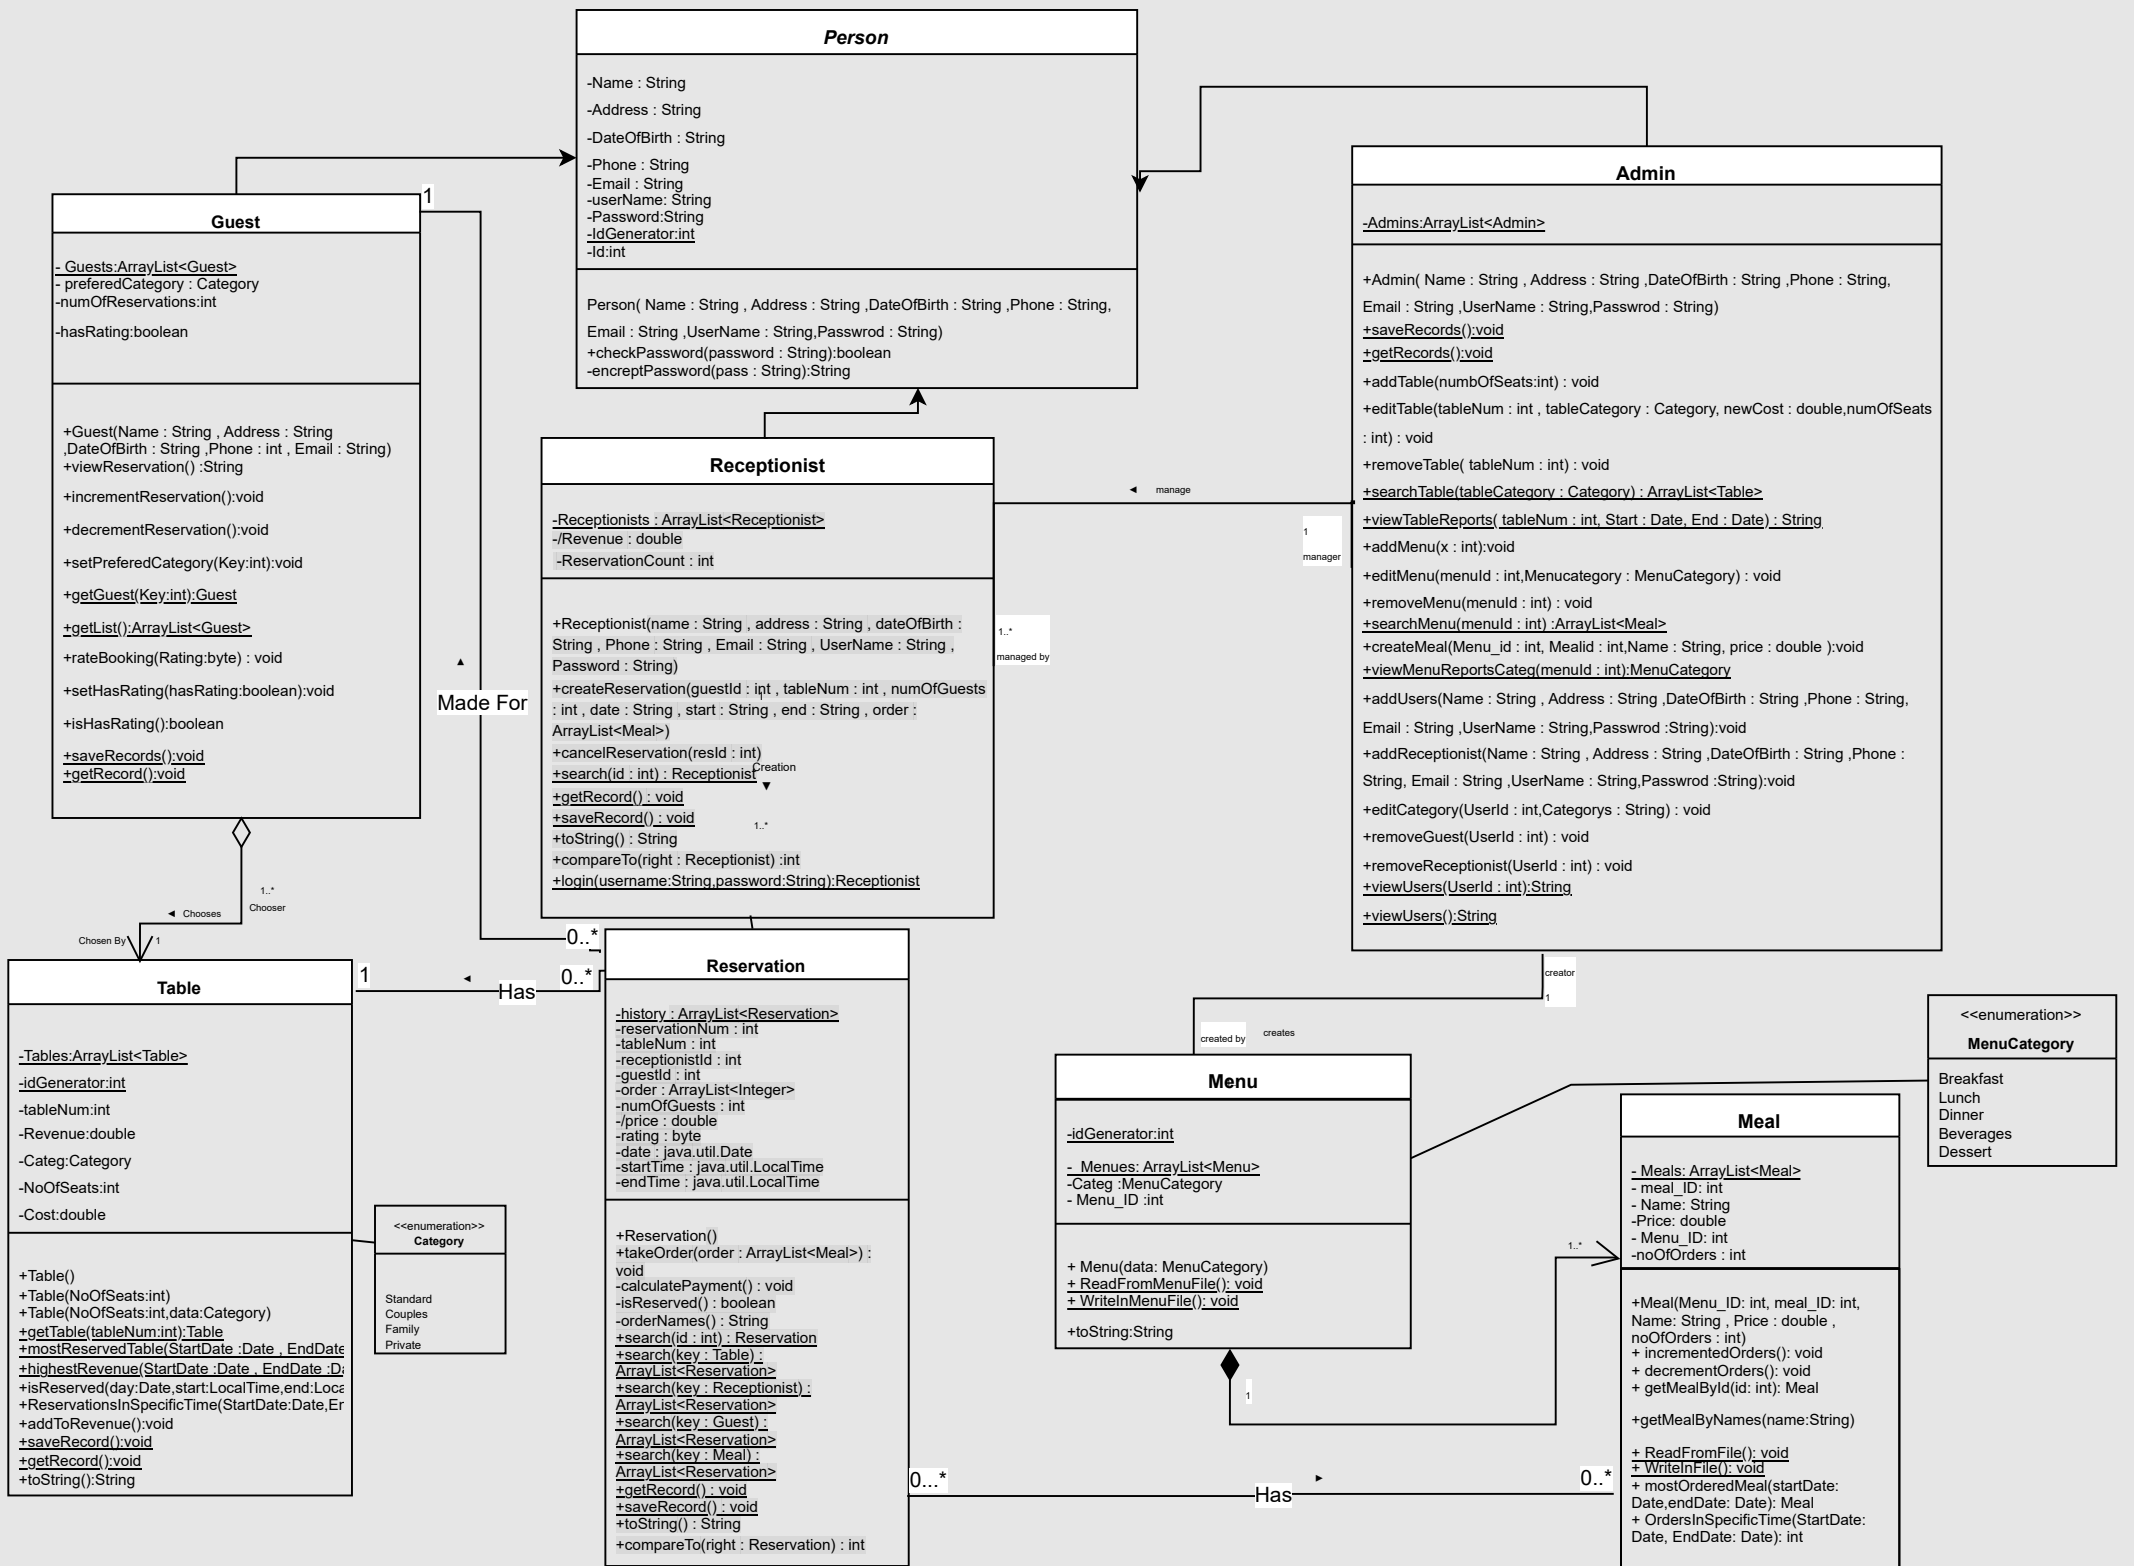 Person
-Name : String
-Address : String
-DateOfBirth : String
-Phone : String
-Email : String
-userName: String
-Password:String
-IdGenerator:int
-Id:int
Person( Name : String , Address : String ,DateOfBirth : String ,Phone : String,
Email : String ,UserName : String,Passwrod : String)
+checkPassword(password : String):boolean
-encreptPassword(pass : String):String
Guest
- Guests:ArrayList<Guest>
- preferedCategory : Category
-numOfReservations:int
-hasRating:boolean
+Guest(Name : String , Address : String
,DateOfBirth : String ,Phone : int , Email : String)
+viewReservation() :String
+incrementReservation():void
+decrementReservation():void
+setPreferedCategory(Key:int):void
+getGuest(Key:int):Guest
+getList():ArrayList<Guest>
+rateBooking(Rating:byte) : void
+setHasRating(hasRating:boolean):void
+isHasRating():boolean
+saveRecords():void
+getRecord():void
1
Made For
0..*
Receptionist
-Receptionists : ArrayList<Receptionist>
-/Revenue : double
-ReservationCount : int
+Receptionist(name : String , address : String , dateOfBirth :
String , Phone : String , Email : String , UserName : String ,
Password : String)
+createReservation(guestId : int , tableNum : int , numOfGuests
: int , date : String , start : String , end : String , order :
ArrayList<Meal>)
+cancelReservation(resId : int)
+search(id : int) : Receptionist
+getRecord() : void
+saveRecord() : void
+toString() : String
+compareTo(right : Receptionist) :int
+login(username:String,password:String):Receptionist
Creation
1..*
manage
1
manager
1..*
managed by
Admin
-Admins:ArrayList<Admin>
+Admin( Name : String , Address : String ,DateOfBirth : String ,Phone : String,
Email : String ,UserName : String,Passwrod : String)
+saveRecords():void
+getRecords():void
+addTable(numbOfSeats:int) : void
+editTable(tableNum : int , tableCategory : Category, newCost : double,numOfSeats
: int) : void
+removeTable( tableNum : int) : void
+searchTable(tableCategory : Category) : ArrayList<Table>
+viewTableReports( tableNum : int, Start : Date, End : Date) : String
+addMenu(x : int):void
+editMenu(menuId : int,Menucategory : MenuCategory) : void
+removeMenu(menuId : int) : void
+searchMenu(menuId : int) :ArrayList<Meal>
+createMeal(Menu_id : int, Mealid : int,Name : String, price : double ):void
+viewMenuReportsCateg(menuId : int):MenuCategory
+addUsers(Name : String , Address : String ,DateOfBirth : String ,Phone : String,
Email : String ,UserName : String,Passwrod :String):void
+addReceptionist(Name : String , Address : String ,DateOfBirth : String ,Phone :
String, Email : String ,UserName : String,Passwrod :String):void
+editCategory(UserId : int,Categorys : String) : void
+removeGuest(UserId : int) : void
+removeReceptionist(UserId : int) : void
+viewUsers(UserId : int):String
+viewUsers():String
1..*
Chooser
Chooses
Chosen By
1
Table
-Tables:ArrayList<Table>
-idGenerator:int
-tableNum:int
-Revenue:double
-Categ:Category
-NoOfSeats:int
-Cost:double
+Table()
+Table(NoOfSeats:int)
+Table(NoOfSeats:int,data:Category)
+getTable(tableNum:int):Table
+mostReservedTable(StartDate :Date , EndDate
+highestRevenue(StartDate :Date , EndDate :Da
+isReserved(day:Date,start:LocalTime,end:Loca
+ReservationsInSpecificTime(StartDate:Date,Er
+addToRevenue():void
+saveRecord():void
+getRecord():void
+toString():String
1
Has
0..*
<<enumeration>>
Category
Standard
Couples
Family
Private
Reservation
-history : ArrayList<Reservation>
-reservationNum : int
-tableNum : int
-receptionistId : int
-guestId : int
-order : ArrayList<Integer>
-numOfGuests : int
-/price : double
-rating : byte
-date : java.util.Date
-startTime : java.util.LocalTime
-endTime : java.util.LocalTime
+Reservation()
+takeOrder(order : ArrayList<Meal>) :
void
-calculatePayment() : void
-isReserved() : boolean
-orderNames() : String
+search(id : int) : Reservation
+search(key : Table) :
ArrayList<Reservation>
+search(key : Receptionist) :
ArrayList<Reservation>
+search(key : Guest) :
ArrayList<Reservation>
+search(key : Meal) :
ArrayList<Reservation>
+getRecord() : void
+saveRecord() : void
+toString() : String
+compareTo(right : Reservation) : int
creator
1
created by
creates
Menu
-idGenerator:int
- Menues: ArrayList<Menu>
-Categ :MenuCategory
- Menu_ID :int
+ Menu(data: MenuCategory)
+ ReadFromMenuFile(): void
+ WriteInMenuFile(): void
+toString:String
1
1..*
<<enumeration>>
MenuCategory
Breakfast
Lunch
Dinner
Beverages
Dessert
Meal
- Meals: ArrayList<Meal>
- meal_ID: int
- Name: String
-Price: double
- Menu_ID: int
-noOfOrders : int
+Meal(Menu_ID: int, meal_ID: int,
Name: String , Price : double ,
noOfOrders : int)
+ incrementedOrders(): void
+ decrementOrders(): void
+ getMealById(id: int): Meal
+getMealByNames(name:String)
+ ReadFromFile(): void
+ WriteInFile(): void
+ mostOrderedMeal(startDate:
Date,endDate: Date): Meal
+ OrdersInSpecificTime(StartDate:
Date, EndDate: Date): int
0...*
Has
0..*